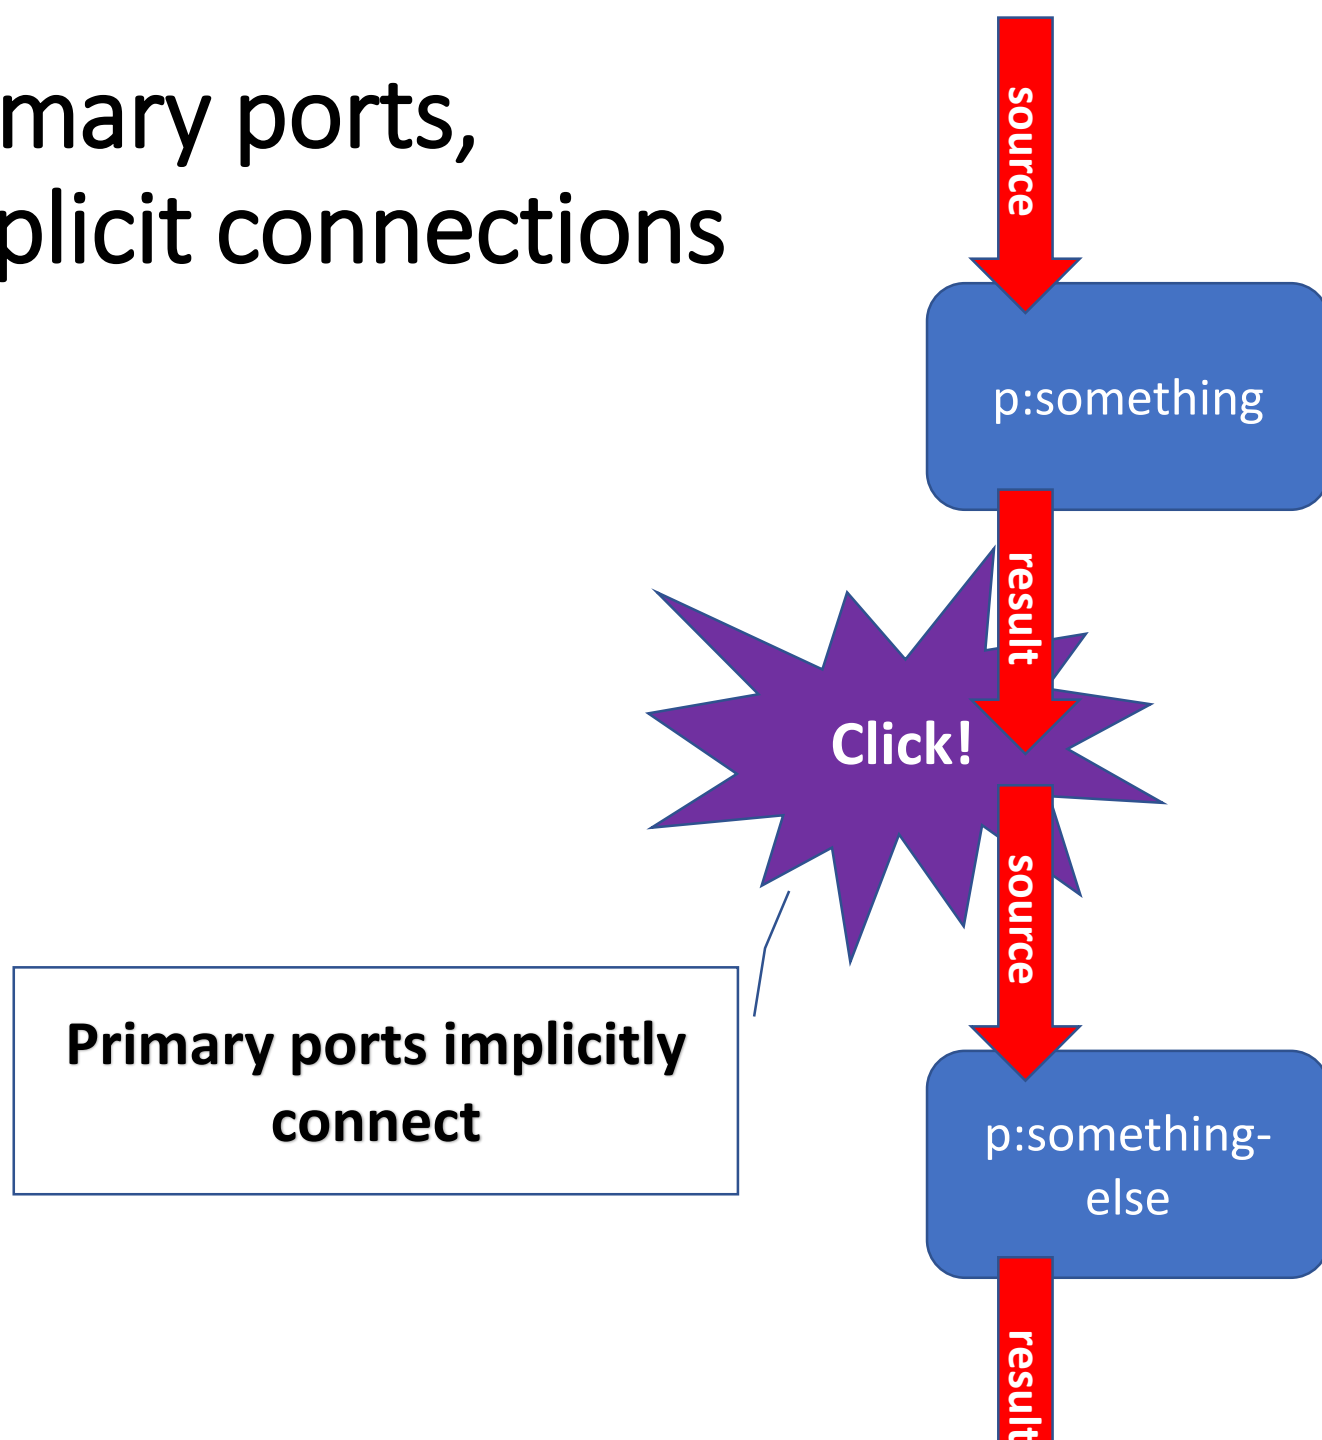 mary ports,
plicit connections
source
p:something
result
Click!
source
Primary ports implicitly
connect
p:something-
else
result